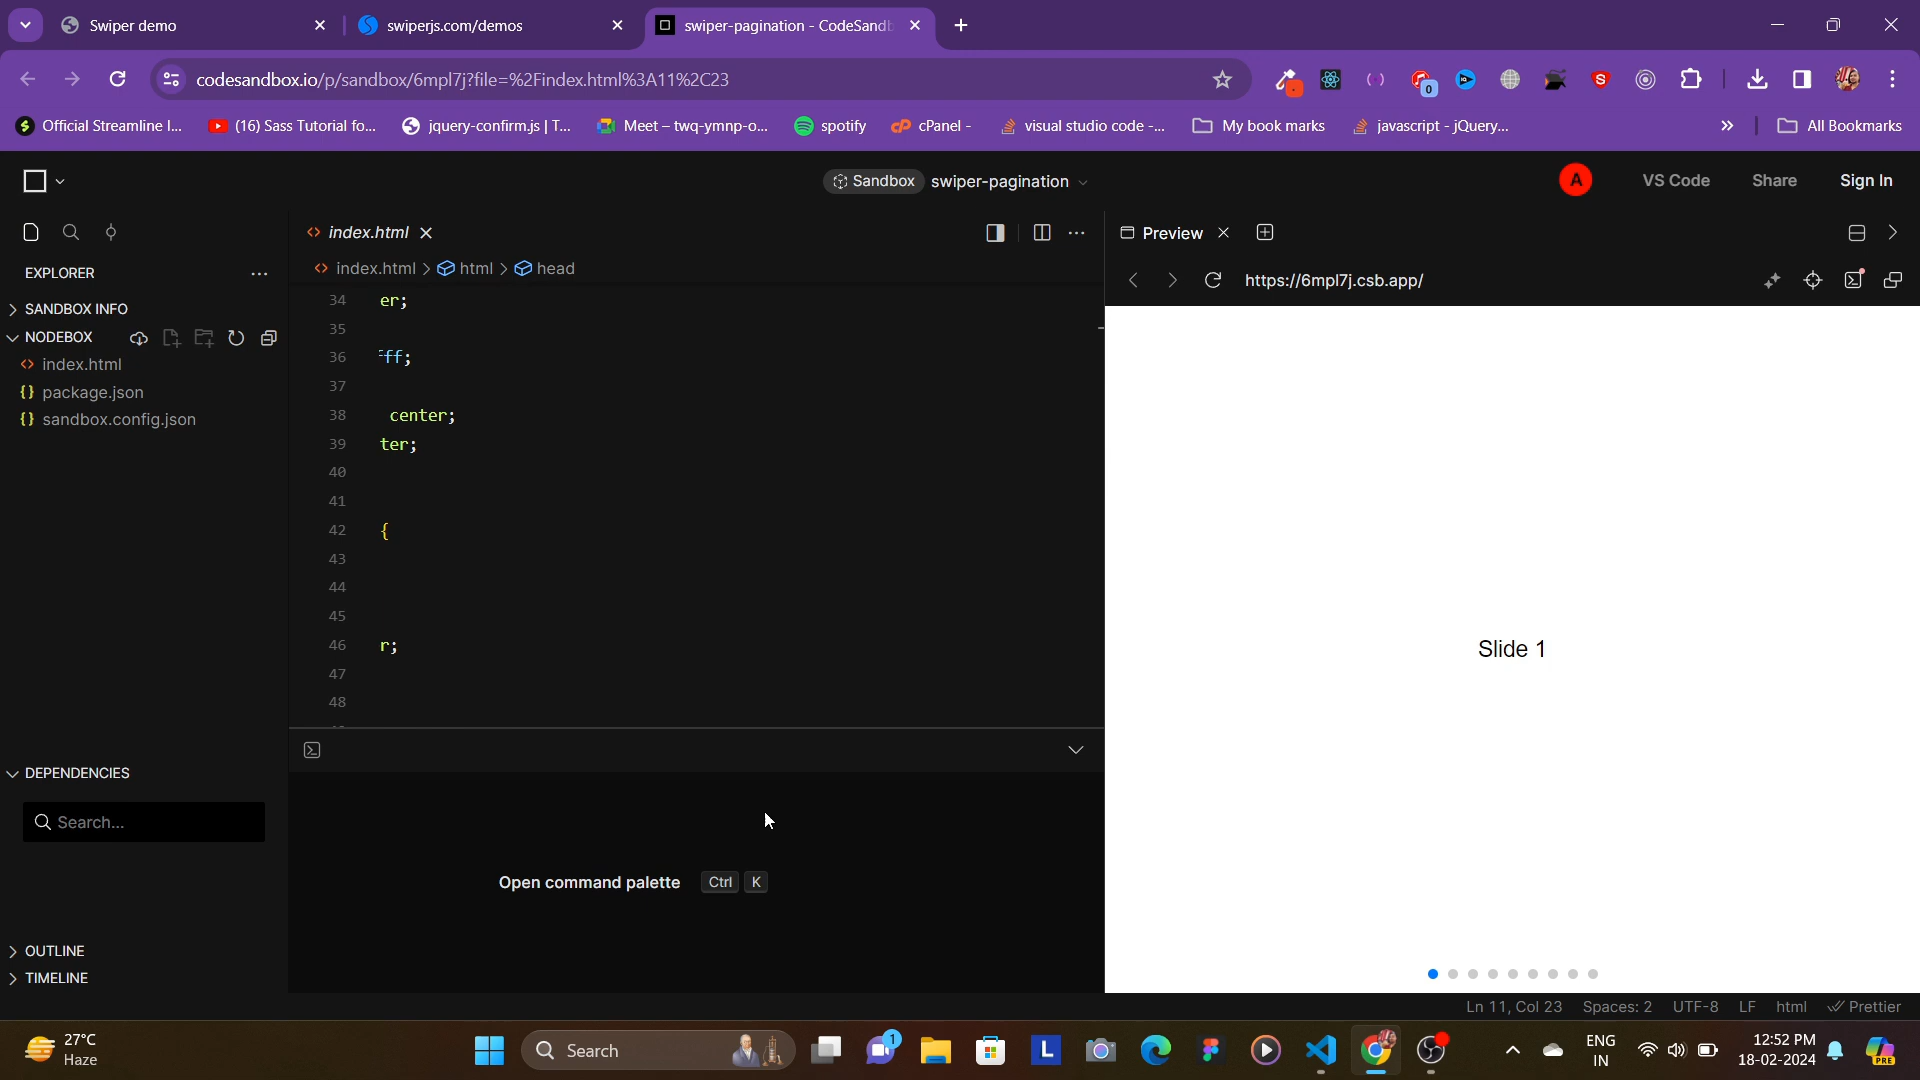 Swiper demo
swiperjs.com/demos
swiper-pagination - CodeSandb
codesandbox.io/p/sandbox/6mpl7j?file=%2Findex.html%3A11%2C23
0
Official Streamline I...
(16) Sass Tutorial fo...
jquery-confirm.js | T...
Meet – twq-ymnp-o...
spotify
cPanel -
visual studio code -...
My book marks
javascript - jQuery...
All Bookmarks
Sandbox
swiper-pagination
A
VS Code
Share
Sign In
index.html
Preview
EXPLORER
index.html > html > head
https://6mpl7j.csb.app/
SANDBOX INFO
NODEBOX
index.html
package.json
sandbox.config.json
34 er;
35
36 fff;
37
38 center;
39 ter;
40
41
42 {
43
44
45
46 r;
47
48
Slide 1
DEPENDENCIES
Search...
Open command palette Ctrl K
OUTLINE
TIMELINE
Ln 11, Col 23
Spaces: 2
UTF-8
LF
html
Prettier
27°C
Haze
Search
1
L
ENG
IN
12:52 PM
18-02-2024
PRE